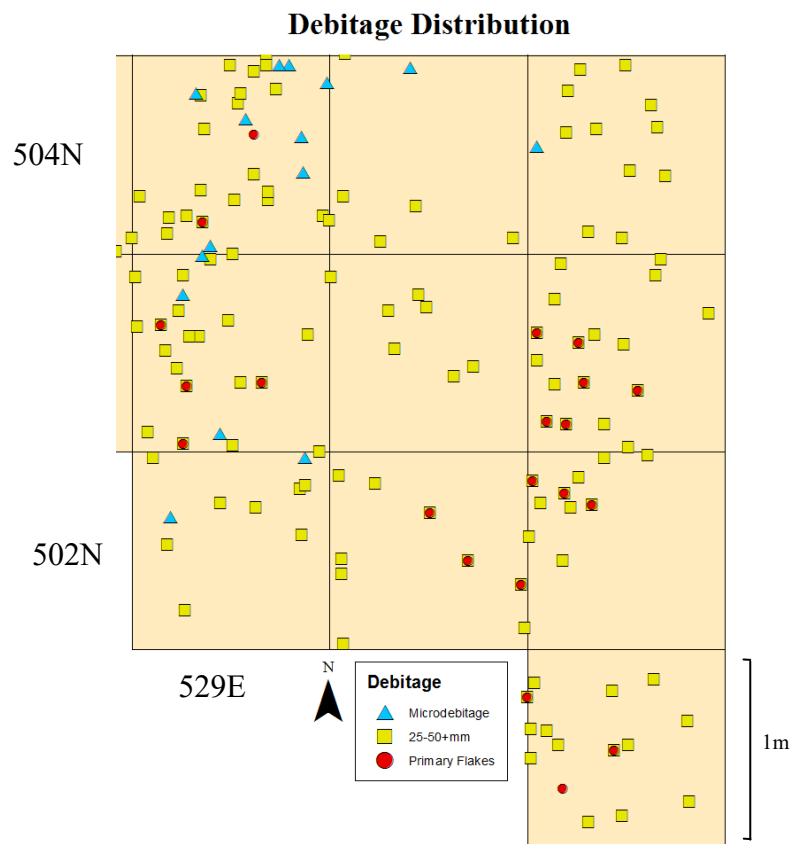 Debitage Distribution
504N
502N
529E
N
Debitage
Microdebitage
25-50+mm
Primary Flakes
1m